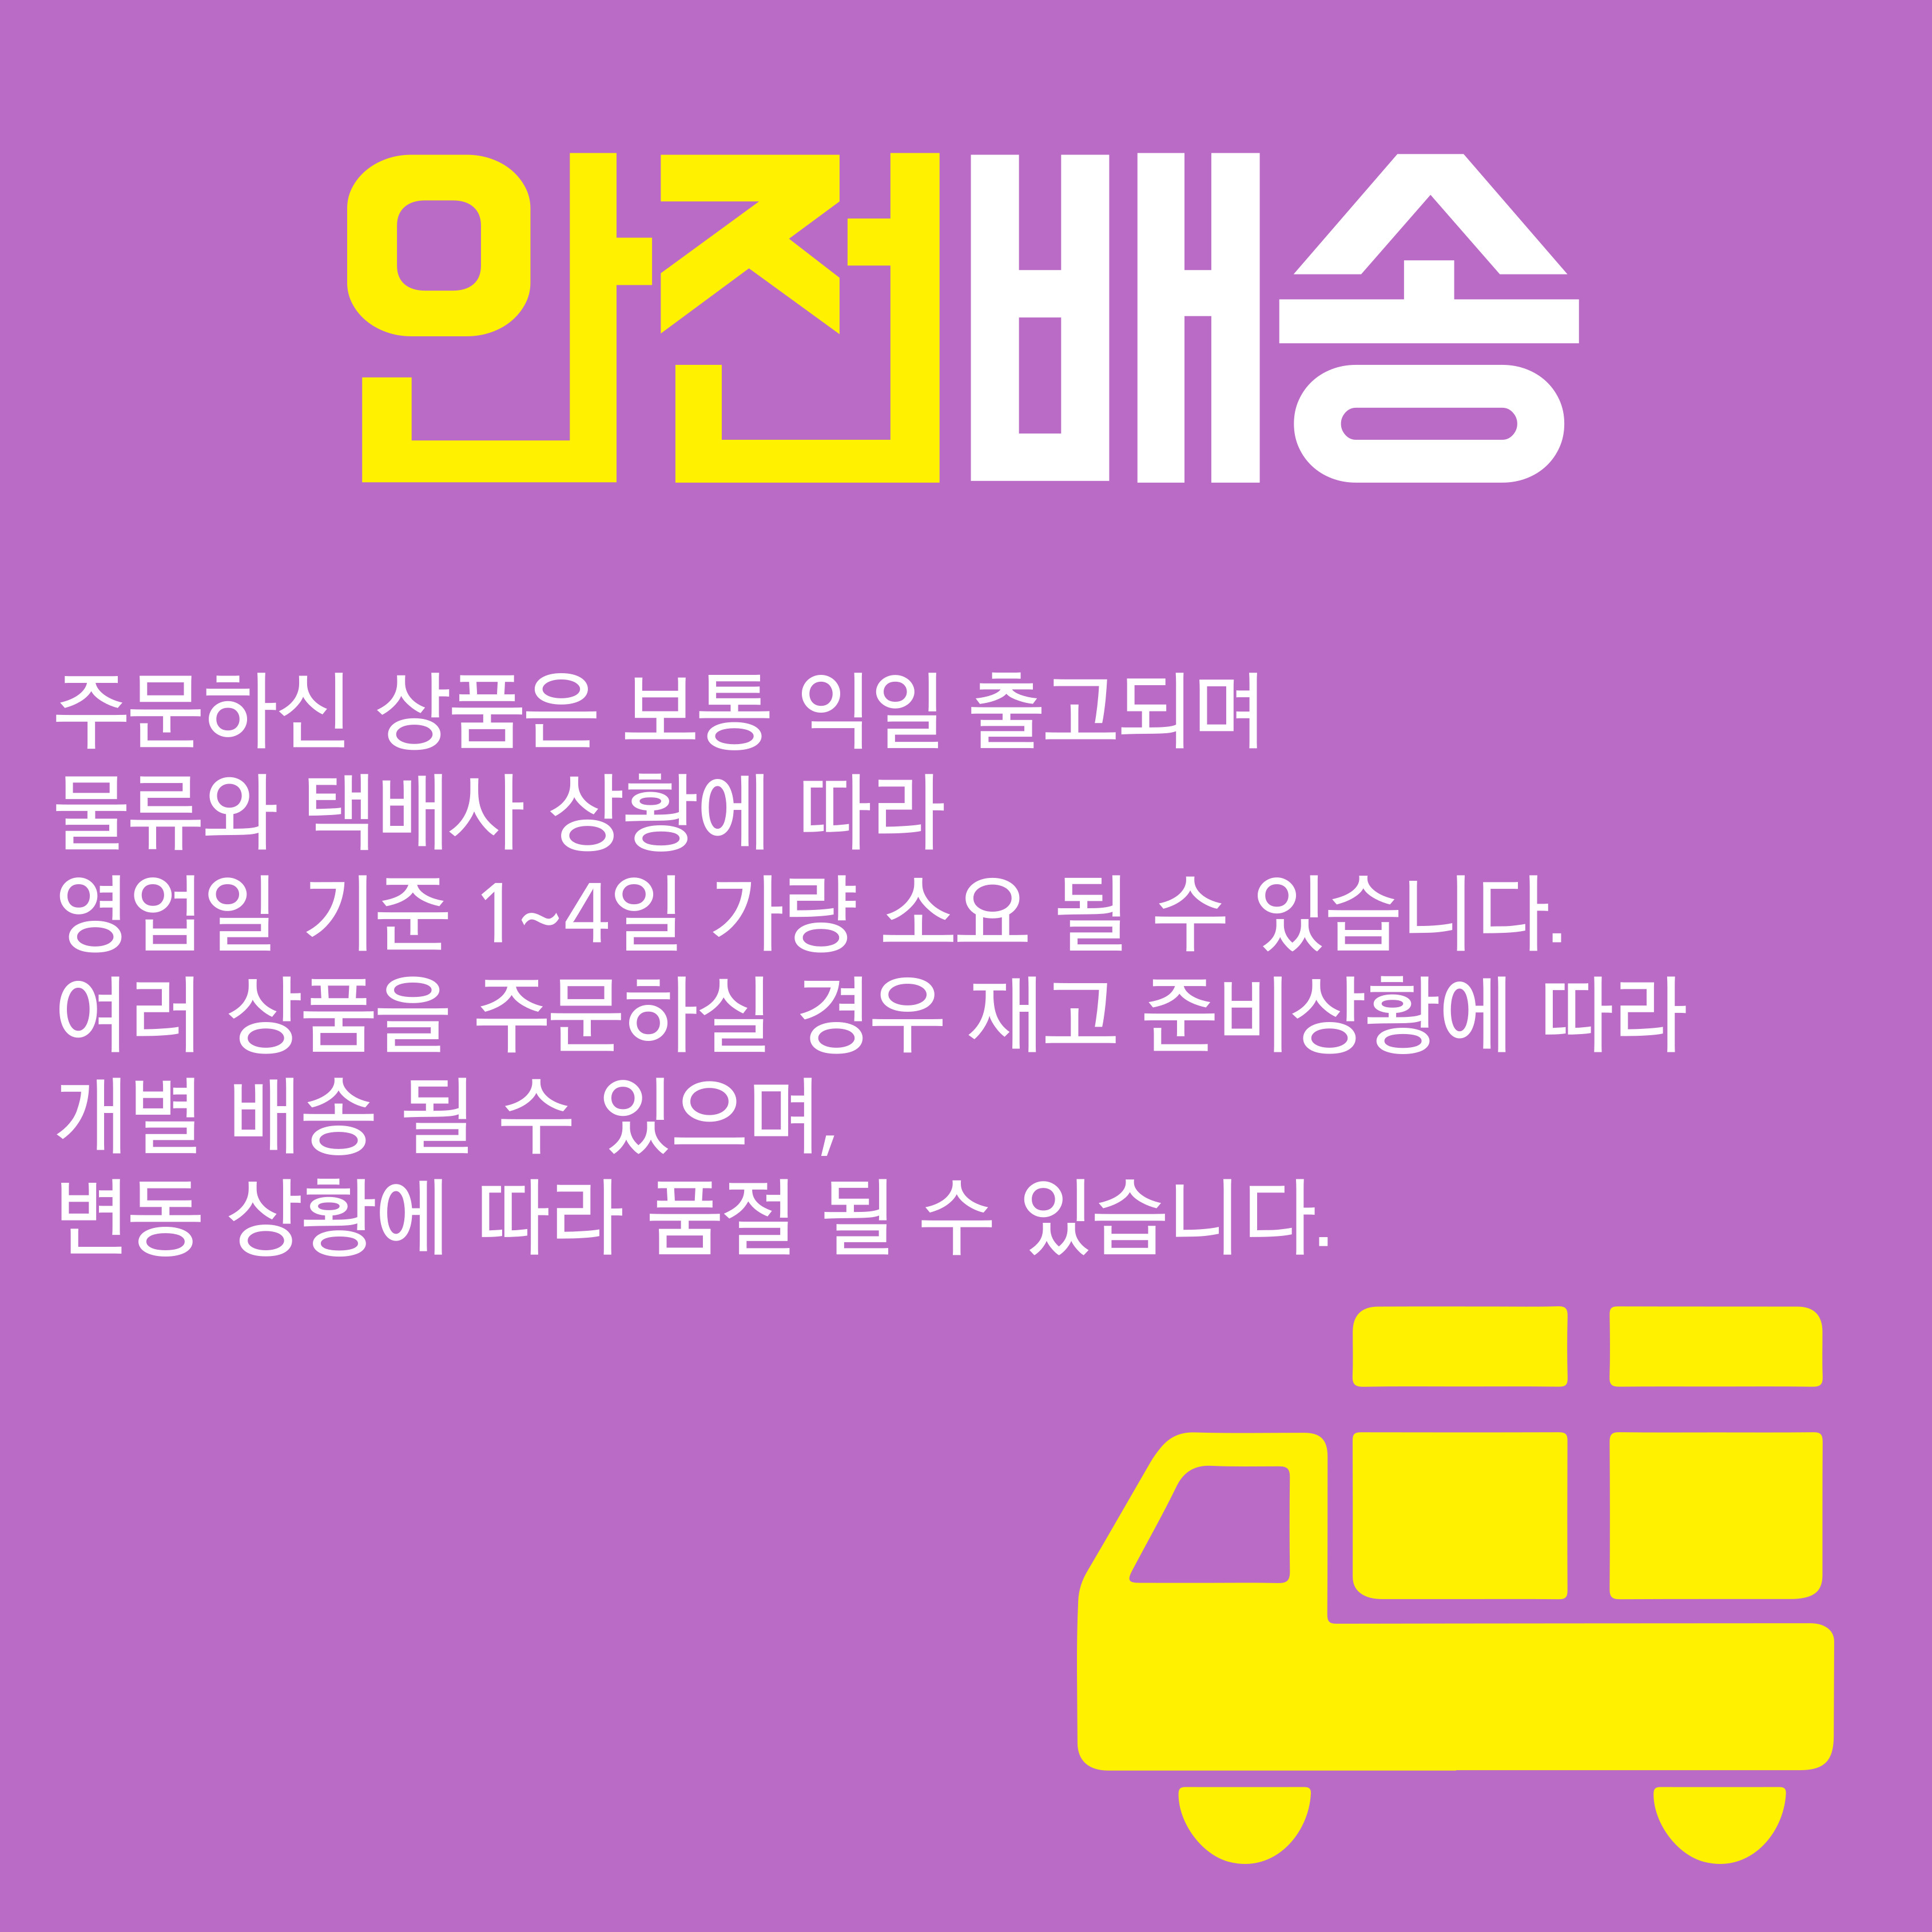 안전배송
주문하신 상품은 보통 익일 출고되며
물류와 택배사 상황에 따라
영업일 기준 1~4일 가량 소요 될 수 있습니다.
여러 상품을 주문하실 경우 재고 준비상황에 따라
개별 배송 될 수 있으며,
변동 상황에 따라 품절 될 수 있습니다.